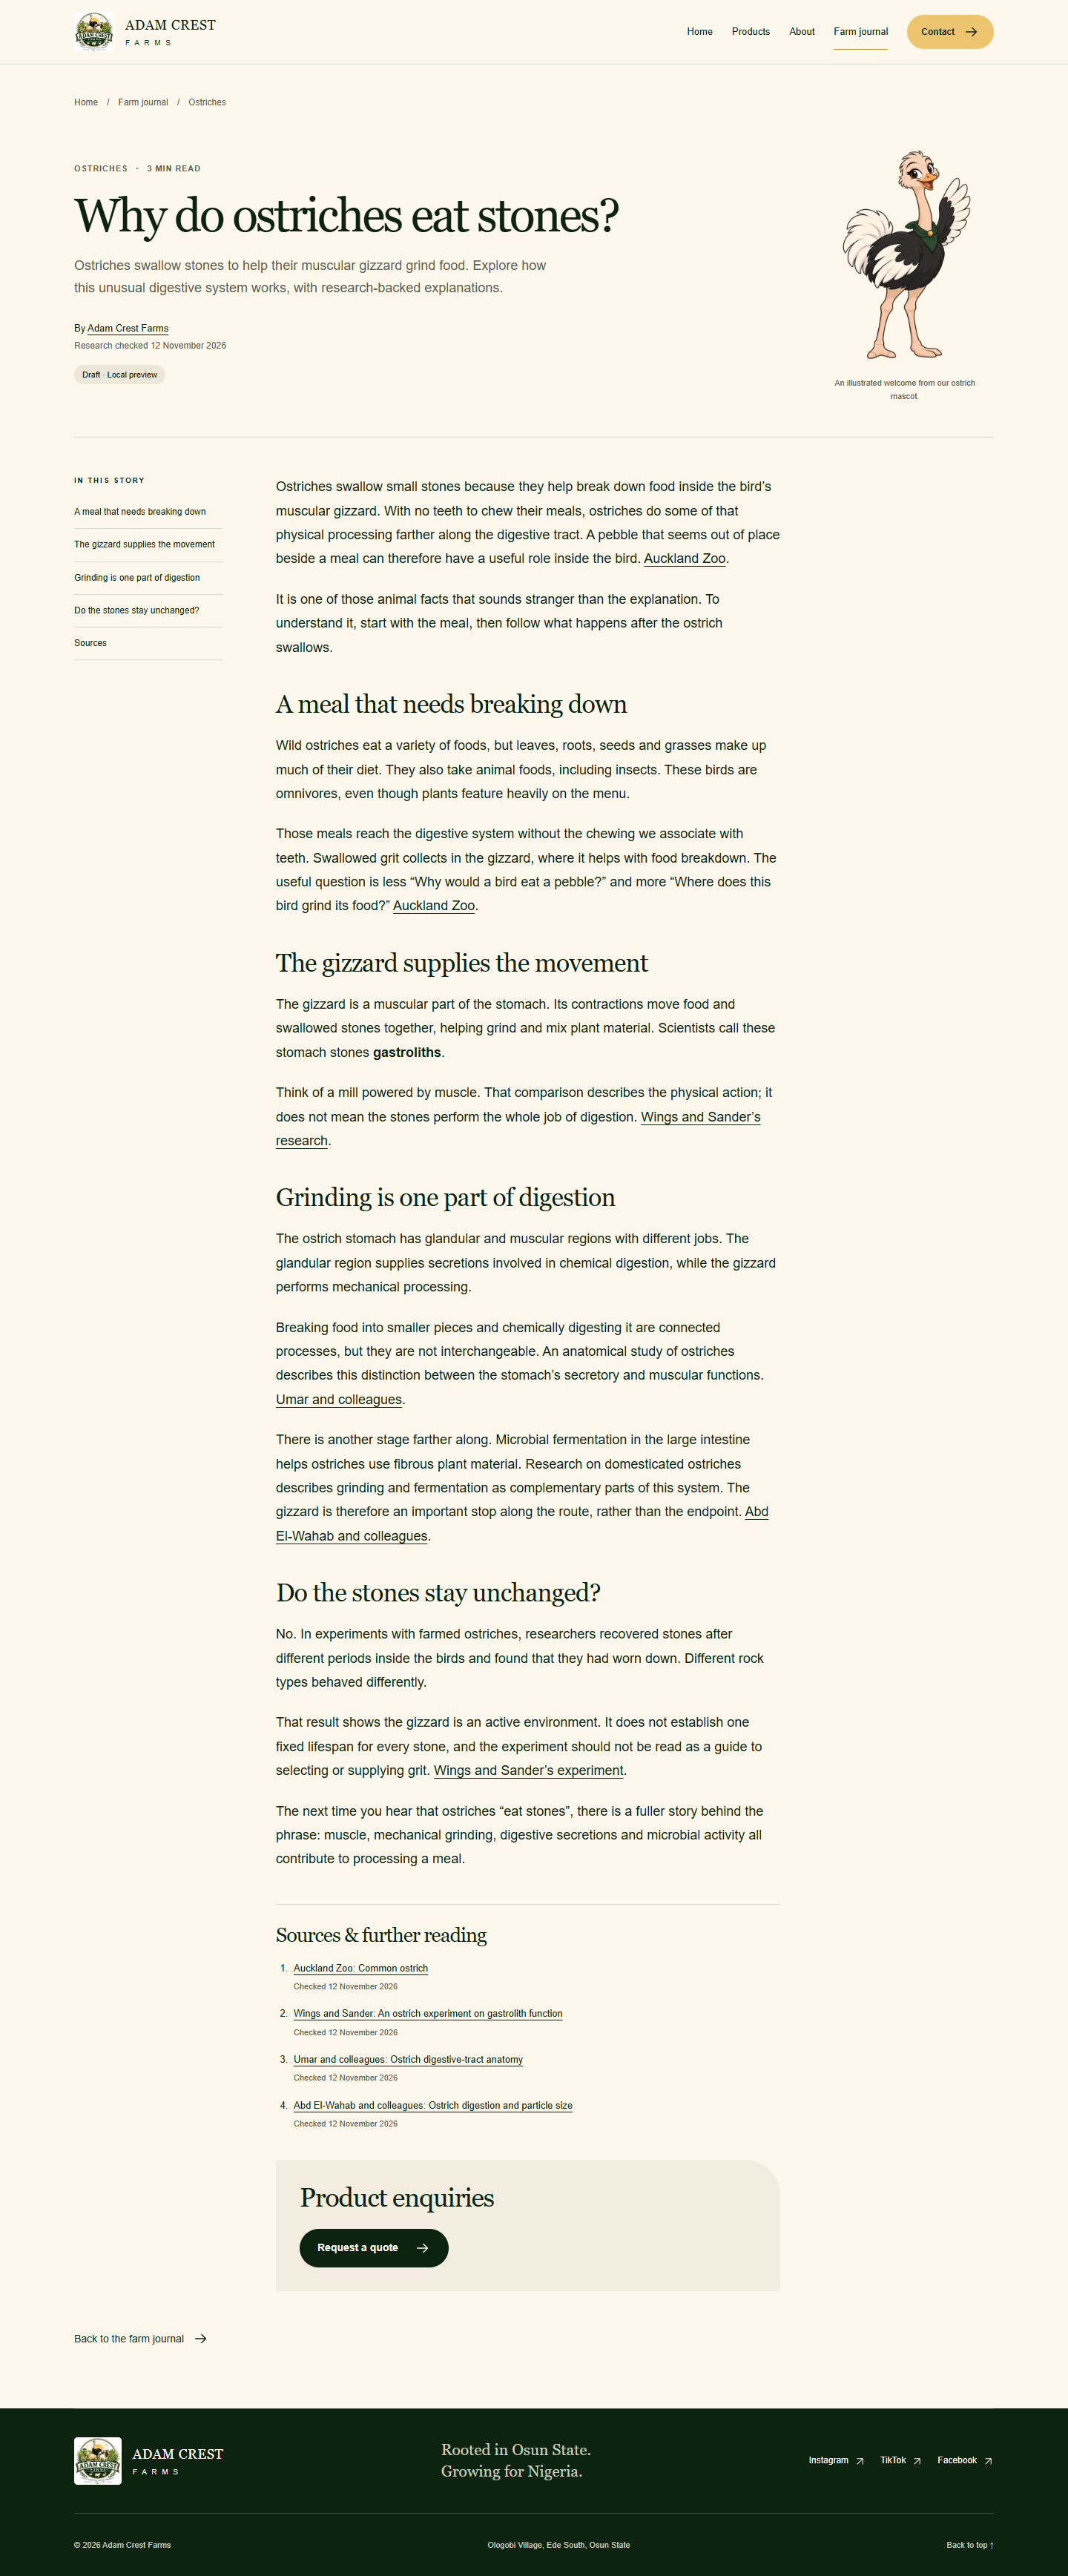 ADAM CREST
FARMS
Home
Products
About
Farm journal
Contact
Home / Farm journal / Ostriches
OSTRICHES · 3 MIN READ
Why do ostriches eat stones?
Ostriches swallow stones to help their muscular gizzard grind food. Explore how
this unusual digestive system works, with research-backed explanations.
By Adam Crest Farms
Research checked 12 November 2026
Draft · Local preview
An illustrated welcome from our ostrich
mascot.
IN THIS STORY
A meal that needs breaking down
The gizzard supplies the movement
Grinding is one part of digestion
Do the stones stay unchanged?
Sources
Ostriches swallow small stones because they help break down food inside the bird’s
muscular gizzard. With no teeth to chew their meals, ostriches do some of that
physical processing farther along the digestive tract. A pebble that seems out of place
beside a meal can therefore have a useful role inside the bird. Auckland Zoo.
It is one of those animal facts that sounds stranger than the explanation. To
understand it, start with the meal, then follow what happens after the ostrich
swallows.
A meal that needs breaking down
Wild ostriches eat a variety of foods, but leaves, roots, seeds and grasses make up
much of their diet. They also take animal foods, including insects. These birds are
omnivores, even though plants feature heavily on the menu.
Those meals reach the digestive system without the chewing we associate with
teeth. Swallowed grit collects in the gizzard, where it helps with food breakdown. The
useful question is less “Why would a bird eat a pebble?” and more “Where does this
bird grind its food?” Auckland Zoo.
The gizzard supplies the movement
The gizzard is a muscular part of the stomach. Its contractions move food and
swallowed stones together, helping grind and mix plant material. Scientists call these
stomach stones gastroliths.
Think of a mill powered by muscle. That comparison describes the physical action; it
does not mean the stones perform the whole job of digestion. Wings and Sander’s
research.
Grinding is one part of digestion
The ostrich stomach has glandular and muscular regions with different jobs. The
glandular region supplies secretions involved in chemical digestion, while the gizzard
performs mechanical processing.
Breaking food into smaller pieces and chemically digesting it are connected
processes, but they are not interchangeable. An anatomical study of ostriches
describes this distinction between the stomach’s secretory and muscular functions.
Umar and colleagues.
There is another stage farther along. Microbial fermentation in the large intestine
helps ostriches use fibrous plant material. Research on domesticated ostriches
describes grinding and fermentation as complementary parts of this system. The
gizzard is therefore an important stop along the route, rather than the endpoint. Abd
El-Wahab and colleagues.
Do the stones stay unchanged?
No. In experiments with farmed ostriches, researchers recovered stones after
different periods inside the birds and found that they had worn down. Different rock
types behaved differently.
That result shows the gizzard is an active environment. It does not establish one
fixed lifespan for every stone, and the experiment should not be read as a guide to
selecting or supplying grit. Wings and Sander’s experiment.
The next time you hear that ostriches “eat stones”, there is a fuller story behind the
phrase: muscle, mechanical grinding, digestive secretions and microbial activity all
contribute to processing a meal.
Sources & further reading
1. Auckland Zoo: Common ostrich
Checked 12 November 2026
2. Wings and Sander: An ostrich experiment on gastrolith function
Checked 12 November 2026
3. Umar and colleagues: Ostrich digestive-tract anatomy
Checked 12 November 2026
4. Abd El-Wahab and colleagues: Ostrich digestion and particle size
Checked 12 November 2026
Product enquiries
Request a quote
Back to the farm journal
ADAM CREST
FARMS
Rooted in Osun State.
Growing for Nigeria.
Instagram
TikTok
Facebook
© 2026 Adam Crest Farms
Ologobi Village, Ede South, Osun State
Back to top ↑